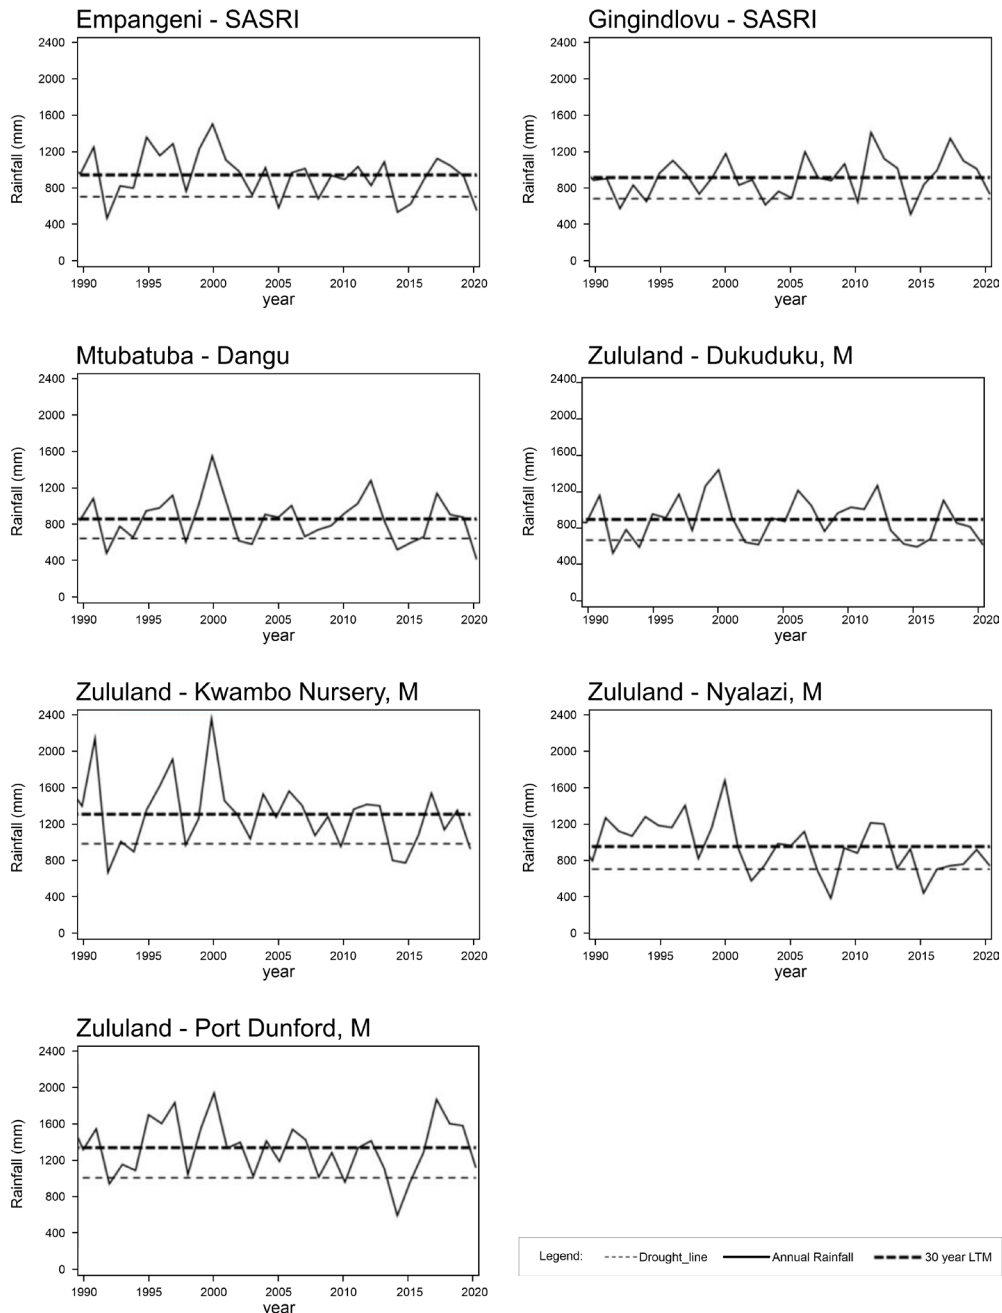 Empangeni - SASRI
2400
2000
1600
1200
800
400
0
Rainfall (mm)
1990 1995 2000 2005 2010 2015 2020
year
Gingindlovu - SASRI
2400
2000
1600
1200
800
400
0
Rainfall (mm)
1990 1995 2000 2005 2010 2015 2020
year
Mtubatuba - Dangu
2400
2000
1600
1200
800
400
0
Rainfall (mm)
1990 1995 2000 2005 2010 2015 2020
year
Zululand - Dukuduku, M
2400
2000
1600
1200
800
400
0
Rainfall (mm)
1990 1995 2000 2005 2010 2015 2020
year
Zululand - Kwambo Nursery, M
2400
2000
1600
1200
800
400
0
Rainfall (mm)
1990 1995 2000 2005 2010 2015 2020
year
Zululand - Nyalazi, M
2400
2000
1600
1200
800
400
0
Rainfall (mm)
1990 1995 2000 2005 2010 2015 2020
year
Zululand - Port Dunford, M
2400
2000
1600
1200
800
400
0
Rainfall (mm)
1990 1995 2000 2005 2010 2015 2020
year
Legend: Drought_line Annual Rainfall 30 year LTM